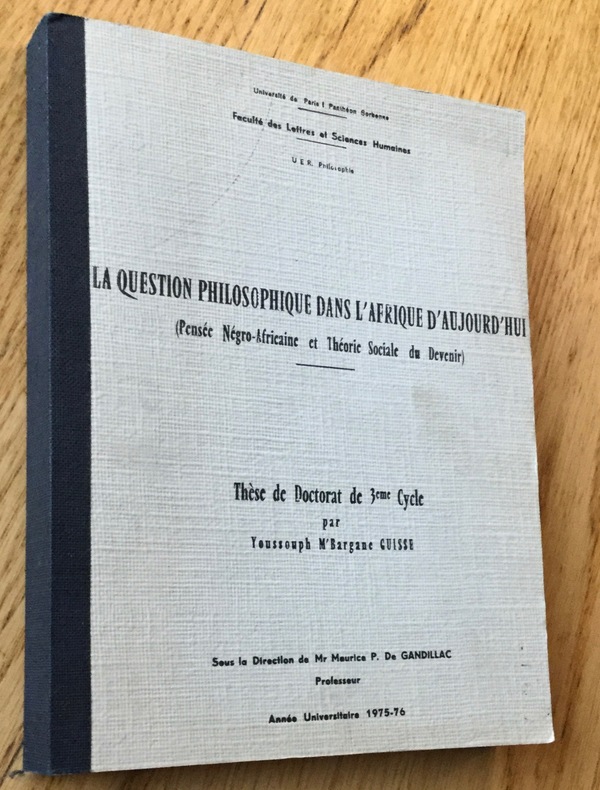 Université de Paris I Panthéon Sorbonne
Faculté des Lettres et Sciences Humaines
U E R. Philosophie
LA QUESTION PHILOSOPHIQUE DANS L'AFRIQUE D'AUJOURD'HUI
(Pensée Négro-Africaine et Théorie Sociale du Devenir)
Thèse de Doctorat de 3eme Cycle
par
Youssouph M'Bargane GUISSE
Sous la Direction de Mr Maurice P. De GANDILLAC
Professeur
Année Universitaire 1975-76